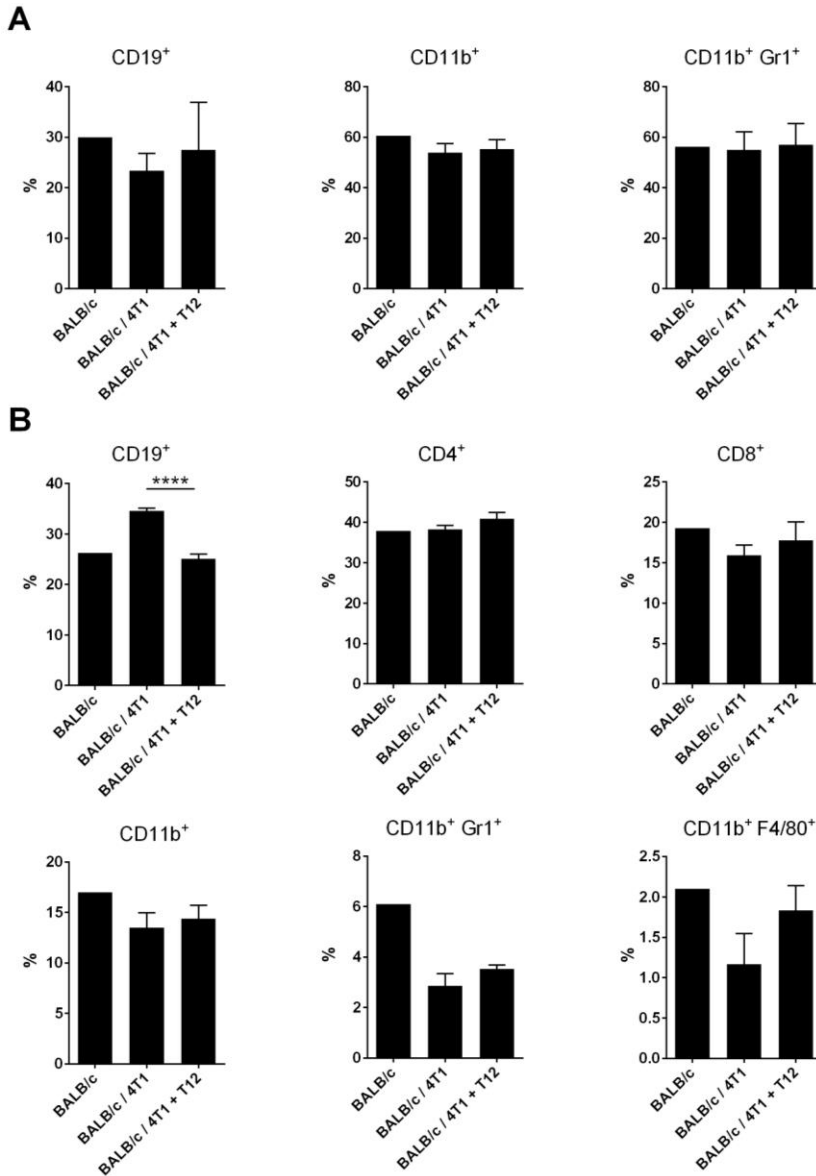 A
CD19⁺
CD11b⁺
CD11b⁺ Gr1⁺
%
40
30
20
10
0
BALB/c
BALB/c / 4T1
BALB/c / 4T1 + T12
%
80
60
40
20
0
BALB/c
BALB/c / 4T1
BALB/c / 4T1 + T12
%
80
60
40
20
0
BALB/c
BALB/c / 4T1
BALB/c / 4T1 + T12
B
CD19⁺
CD4⁺
CD8⁺
****
%
40
30
20
10
0
BALB/c
BALB/c / 4T1
BALB/c / 4T1 + T12
%
50
40
30
20
10
0
BALB/c
BALB/c / 4T1
BALB/c / 4T1 + T12
%
25
20
15
10
5
0
BALB/c
BALB/c / 4T1
BALB/c / 4T1 + T12
CD11b⁺
CD11b⁺ Gr1⁺
CD11b⁺ F4/80⁺
%
20
15
10
5
0
BALB/c
BALB/c / 4T1
BALB/c / 4T1 + T12
%
8
6
4
2
0
BALB/c
BALB/c / 4T1
BALB/c / 4T1 + T12
%
2.5
2.0
1.5
1.0
0.5
0.0
BALB/c
BALB/c / 4T1
BALB/c / 4T1 + T12